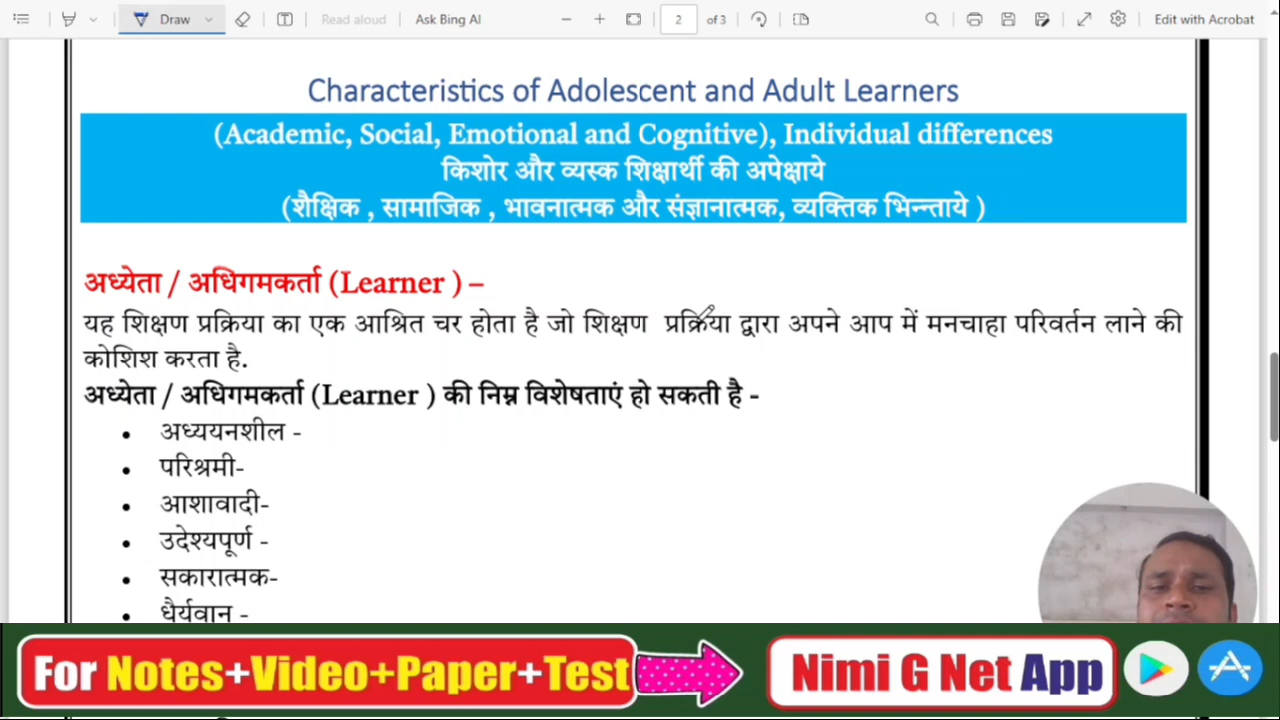 Draw
Read aloud
Ask Bing AI
2
of 3
Edit with Acrobat
Characteristics of Adolescent and Adult Learners
(Academic, Social, Emotional and Cognitive), Individual differences
किशोर और व्यस्क शिक्षार्थी की अपेक्षाये
(शैक्षिक , सामाजिक , भावनात्मक और संज्ञानात्मक, व्यक्तिक भिन्न्ताये )
अध्येता / अधिगमकर्ता (Learner ) –
यह शिक्षण प्रक्रिया का एक आश्रित चर होता है जो शिक्षण प्रक्रिया द्वारा अपने आप में मनचाहा परिवर्तन लाने की
कोशिश करता है.
अध्येता / अधिगमकर्ता (Learner ) की निम्न विशेषताएं हो सकती है -
• अध्ययनशील -
• परिश्रमी-
• आशावादी-
• उदेश्यपूर्ण -
• सकारात्मक-
• धैर्यवान -
For Notes+Video+Paper+Test
Nimi G Net App